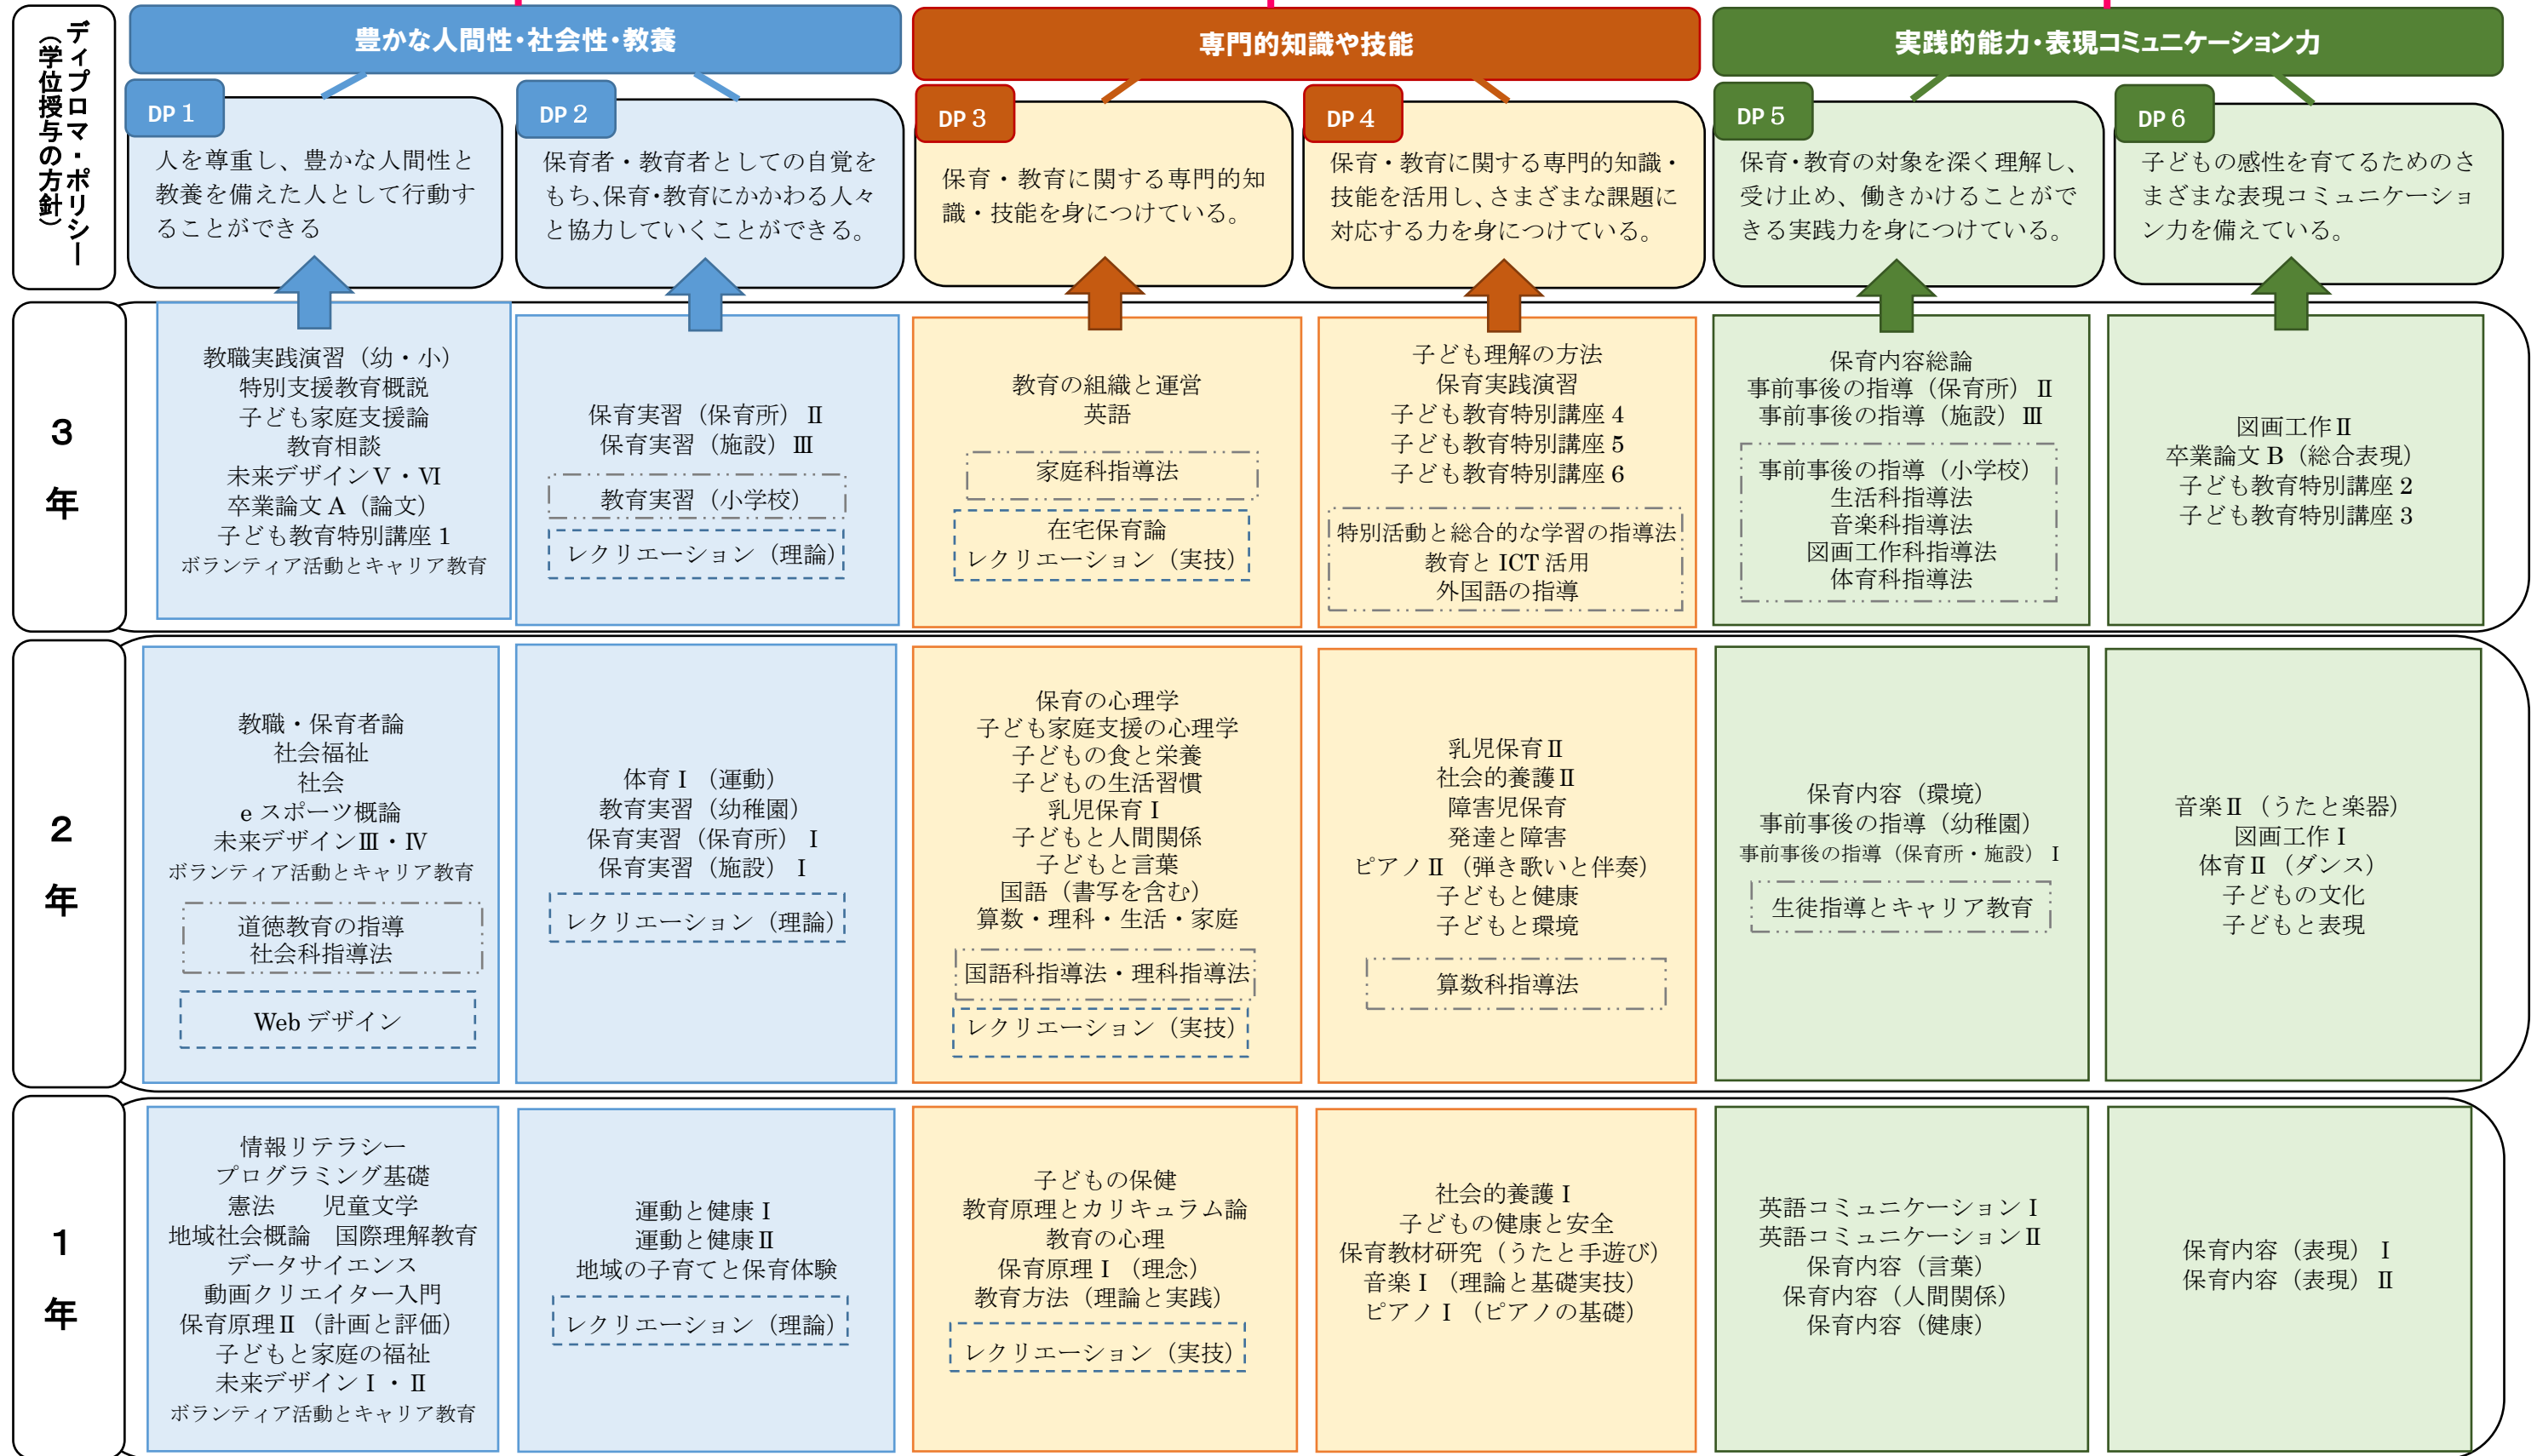 ディプロマ・ポリシー
（学位授与の方針）
豊かな人間性・社会性・教養
専門的知識や技能
実践的能力・表現コミュニケーション力
DP 1
人を尊重し、豊かな人間性と
教養を備えた人として行動す
ることができる
DP 2
保育者・教育者としての自覚を
もち、保育・教育にかかわる人々
と協力していくことができる。
DP 3
保育・教育に関する専門的知
識・技能を身につけている。
DP 4
保育・教育に関する専門的知識・
技能を活用し、さまざまな課題に
対応する力を身につけている。
DP 5
保育・教育の対象を深く理解し、
受け止め、働きかけることがで
きる実践力を身につけている。
DP 6
子どもの感性を育てるためのさ
まざまな表現コミュニケーショ
ン力を備えている。
3
年
教職実践演習（幼・小）
特別支援教育概説
子ども家庭支援論
教育相談
未来デザインⅤ・Ⅵ
卒業論文 A（論文）
子ども教育特別講座 1
ボランティア活動とキャリア教育
保育実習（保育所）Ⅱ
保育実習（施設）Ⅲ
教育実習（小学校）
レクリエーション（理論）
教育の組織と運営
英語
家庭科指導法
在宅保育論
レクリエーション（実技）
子ども理解の方法
保育実践演習
子ども教育特別講座 4
子ども教育特別講座 5
子ども教育特別講座 6
特別活動と総合的な学習の指導法
教育と ICT 活用
外国語の指導
保育内容総論
事前事後の指導（保育所）Ⅱ
事前事後の指導（施設）Ⅲ
事前事後の指導（小学校）
生活科指導法
音楽科指導法
図画工作科指導法
体育科指導法
図画工作Ⅱ
卒業論文 B（総合表現）
子ども教育特別講座 2
子ども教育特別講座 3
2
年
教職・保育者論
社会福祉
社会
e スポーツ概論
未来デザインⅢ・Ⅳ
ボランティア活動とキャリア教育
道徳教育の指導
社会科指導法
Web デザイン
体育Ⅰ（運動）
教育実習（幼稚園）
保育実習（保育所）Ⅰ
保育実習（施設）Ⅰ
レクリエーション（理論）
保育の心理学
子ども家庭支援の心理学
子どもの食と栄養
子どもの生活習慣
乳児保育Ⅰ
子どもと人間関係
子どもと言葉
国語（書写を含む）
算数・理科・生活・家庭
国語科指導法・理科指導法
レクリエーション（実技）
乳児保育Ⅱ
社会的養護Ⅱ
障害児保育
発達と障害
ピアノⅡ（弾き歌いと伴奏）
子どもと健康
子どもと環境
算数科指導法
保育内容（環境）
事前事後の指導（幼稚園）
事前事後の指導（保育所・施設）Ⅰ
生徒指導とキャリア教育
音楽Ⅱ（うたと楽器）
図画工作Ⅰ
体育Ⅱ（ダンス）
子どもの文化
子どもと表現
1
年
情報リテラシー
プログラミング基礎
憲法　　児童文学
地域社会概論　国際理解教育
データサイエンス
動画クリエイター入門
保育原理Ⅱ（計画と評価）
子どもと家庭の福祉
未来デザインⅠ・Ⅱ
ボランティア活動とキャリア教育
運動と健康Ⅰ
運動と健康Ⅱ
地域の子育てと保育体験
レクリエーション（理論）
子どもの保健
教育原理とカリキュラム論
教育の心理
保育原理Ⅰ（理念）
教育方法（理論と実践）
レクリエーション（実技）
社会的養護Ⅰ
子どもの健康と安全
保育教材研究（うたと手遊び）
音楽Ⅰ（理論と基礎実技）
ピアノⅠ（ピアノの基礎）
英語コミュニケーションⅠ
英語コミュニケーションⅡ
保育内容（言葉）
保育内容（人間関係）
保育内容（健康）
保育内容（表現）Ⅰ
保育内容（表現）Ⅱ